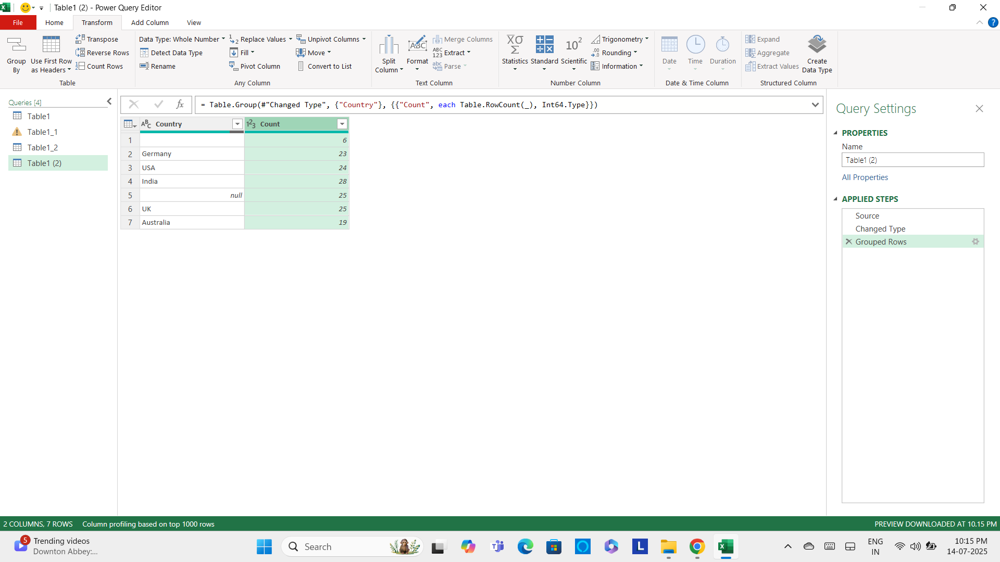 Table1 (2) - Power Query Editor
File Home Transform Add Column View
Group By
Use First Row as Headers
Transpose
Reverse Rows
Count Rows
Table
Data Type: Whole Number
Detect Data Type
Rename
Replace Values
Fill
Pivot Column
Unpivot Columns
Move
Convert to List
Any Column
Split Column
Format
Merge Columns
Extract
Parse
Text Column
Statistics
Standard
Scientific
Trigonometry
Rounding
Information
Number Column
Date
Time
Duration
Date & Time Column
Expand
Aggregate
Extract Values
Create Data Type
Structured Column
Queries [4]
Table1
Table1_1
Table1_2
Table1 (2)
fx
= Table.Group(#"Changed Type", {"Country"}, {{"Count", each Table.RowCount(_), Int64.Type}})
Country Count
1 6
2 Germany 23
3 USA 24
4 India 28
5 null 25
6 UK 25
7 Australia 19
Query Settings
PROPERTIES
Name
Table1 (2)
All Properties
APPLIED STEPS
Source
Changed Type
Grouped Rows
2 COLUMNS, 7 ROWS Column profiling based on top 1000 rows
PREVIEW DOWNLOADED AT 10.15 PM
5
Trending videos
Downton Abbey:...
Search
ENG
IN
10:15 PM
14-07-2025